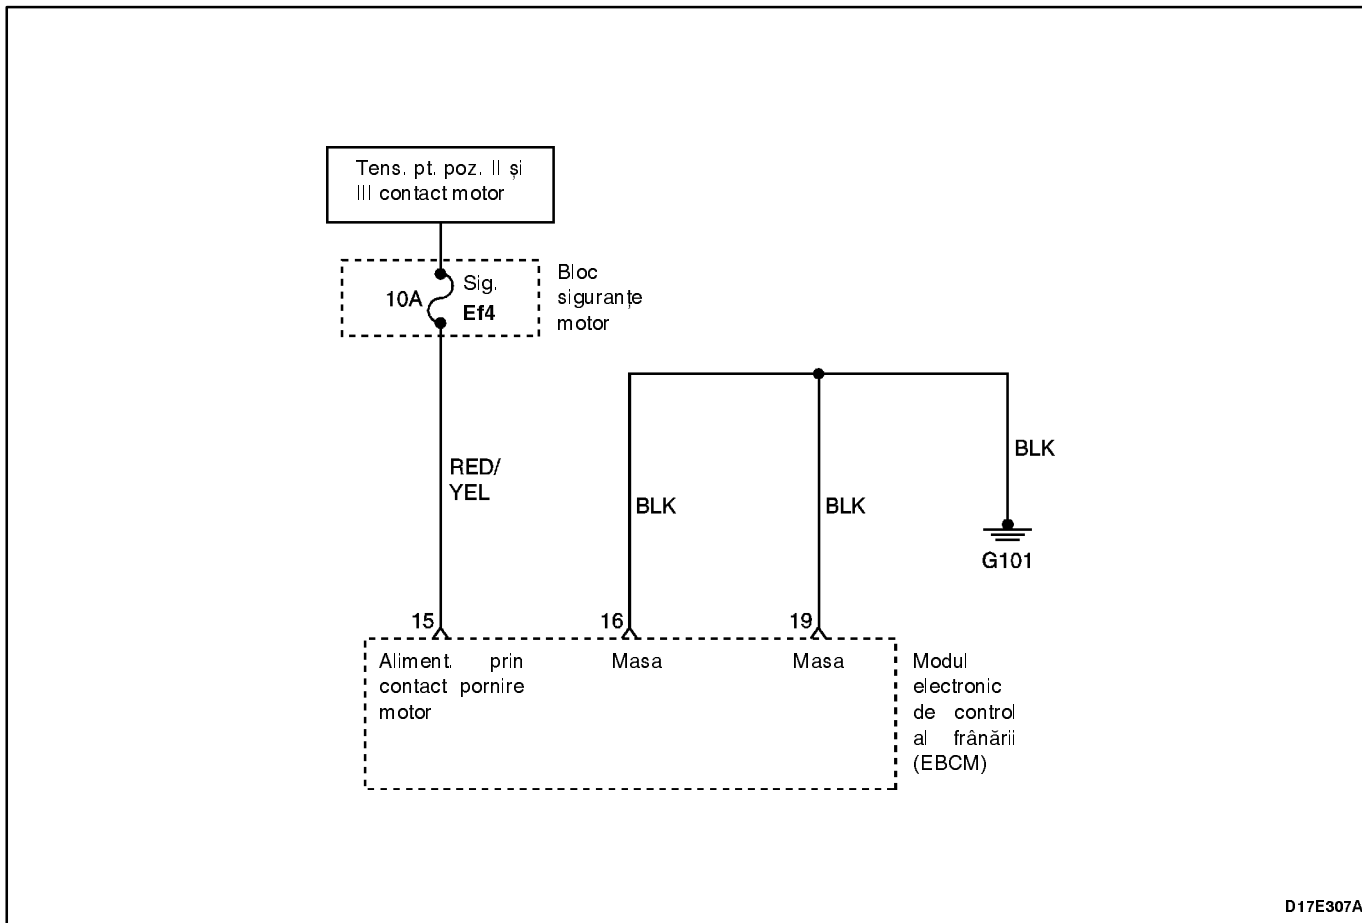 Tens. pt. poz. II și
III contact motor
10A
Sig.
Ef4
Bloc
siguranțe
motor
RED/
YEL
BLK
BLK
BLK
G101
15
16
19
Aliment. prin
contact pornire
motor
Masa
Masa
Modul
electronic
de control
al frânării
(EBCM)
D17E307A